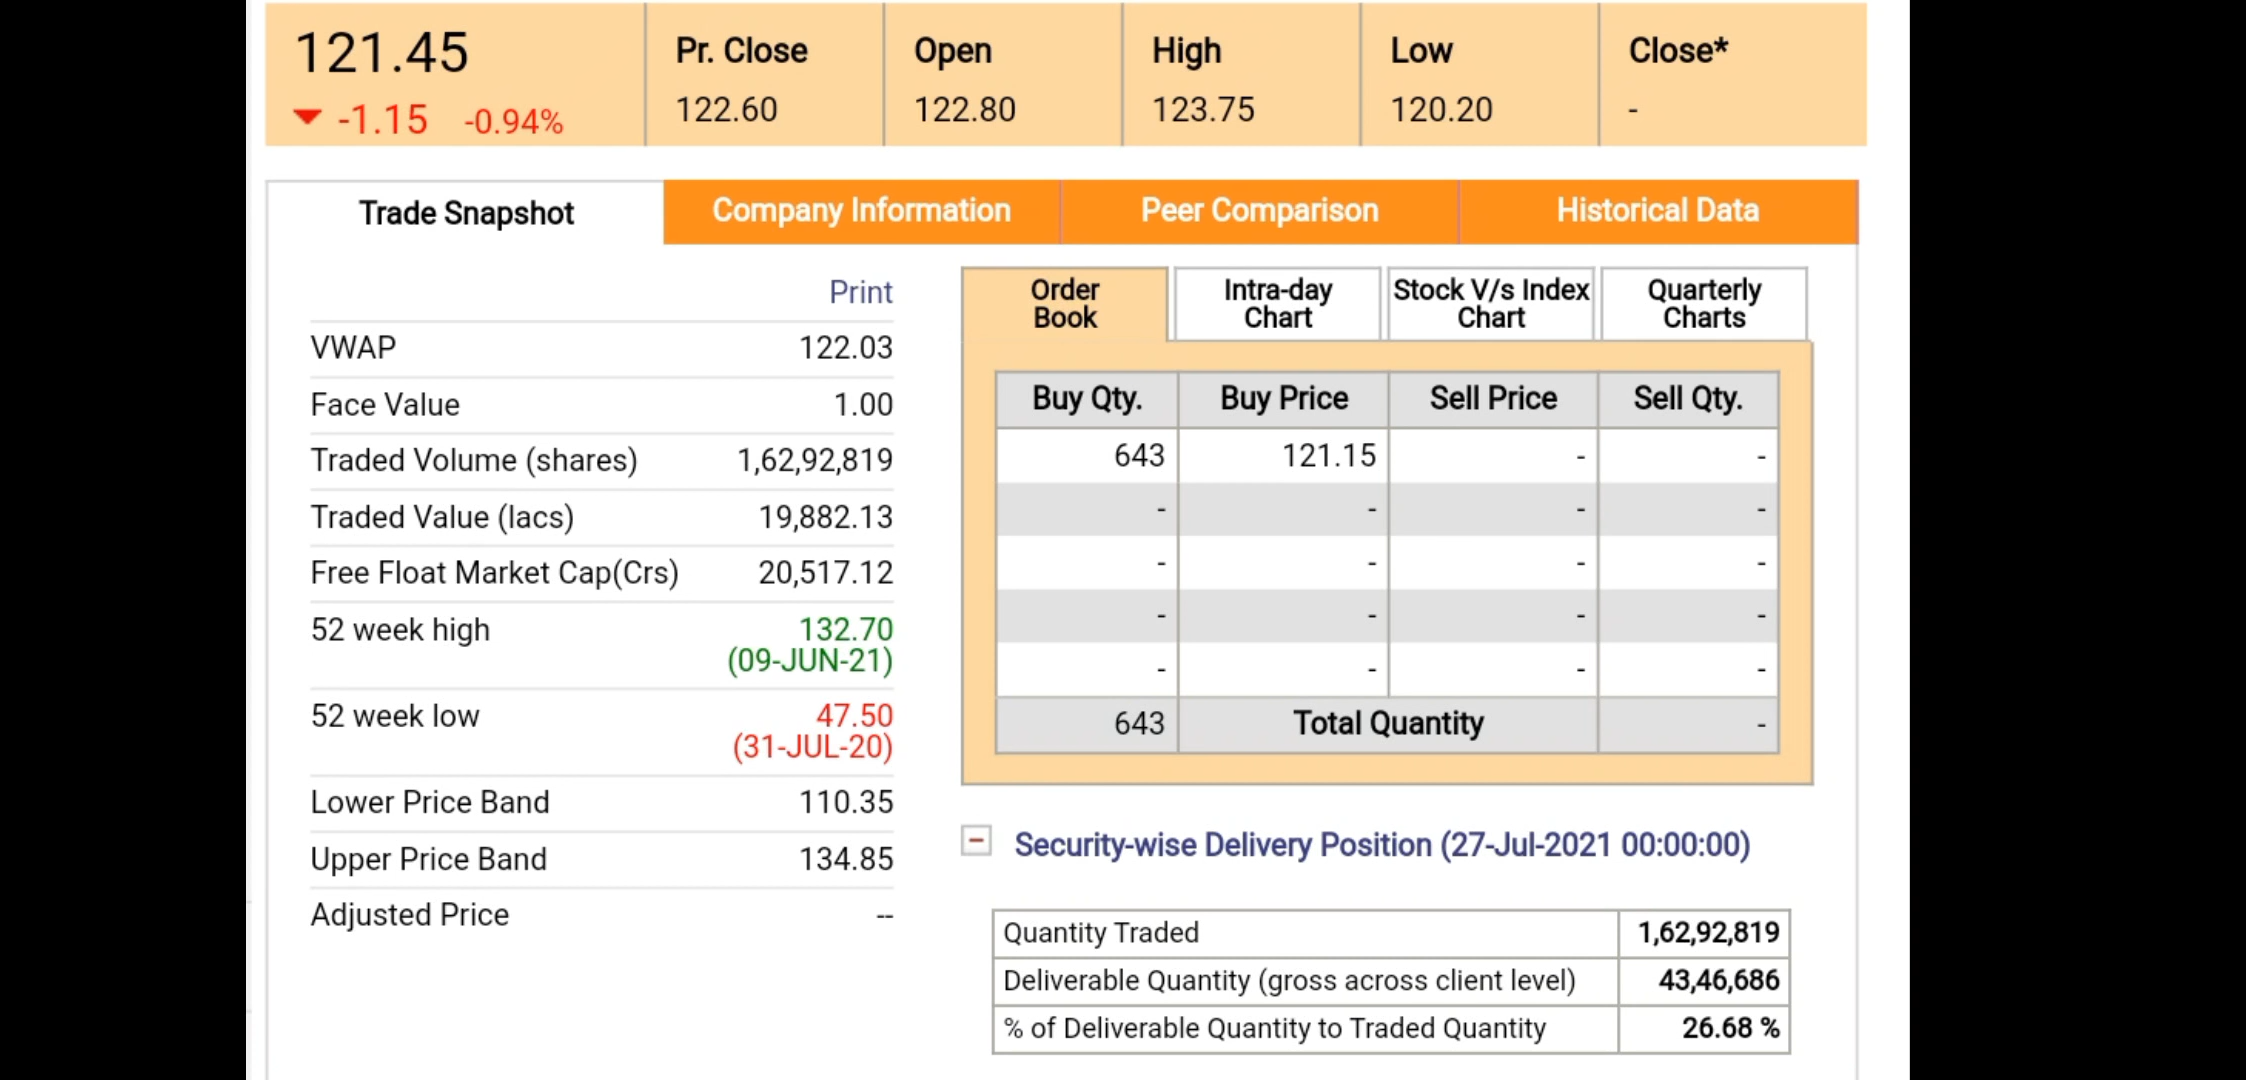 121.45
-1.15 -0.94%
Pr. Close Open High Low Close*
122.60 122.80 123.75 120.20 -
Trade Snapshot Company Information Peer Comparison Historical Data
Print
VWAP 122.03
Face Value 1.00
Traded Volume (shares) 1,62,92,819
Traded Value (lacs) 19,882.13
Free Float Market Cap(Crs) 20,517.12
52 week high 132.70
(09-JUN-21)
52 week low 47.50
(31-JUL-20)
Lower Price Band 110.35
Upper Price Band 134.85
Adjusted Price --
Order
Book
Intra-day
Chart
Stock V/s Index
Chart
Quarterly
Charts
Buy Qty. Buy Price Sell Price Sell Qty.
643 121.15 - -
- - - -
- - - -
- - - -
- - - -
643 Total Quantity -
Security-wise Delivery Position (27-Jul-2021 00:00:00)
Quantity Traded 1,62,92,819
Deliverable Quantity (gross across client level) 43,46,686
% of Deliverable Quantity to Traded Quantity 26.68 %